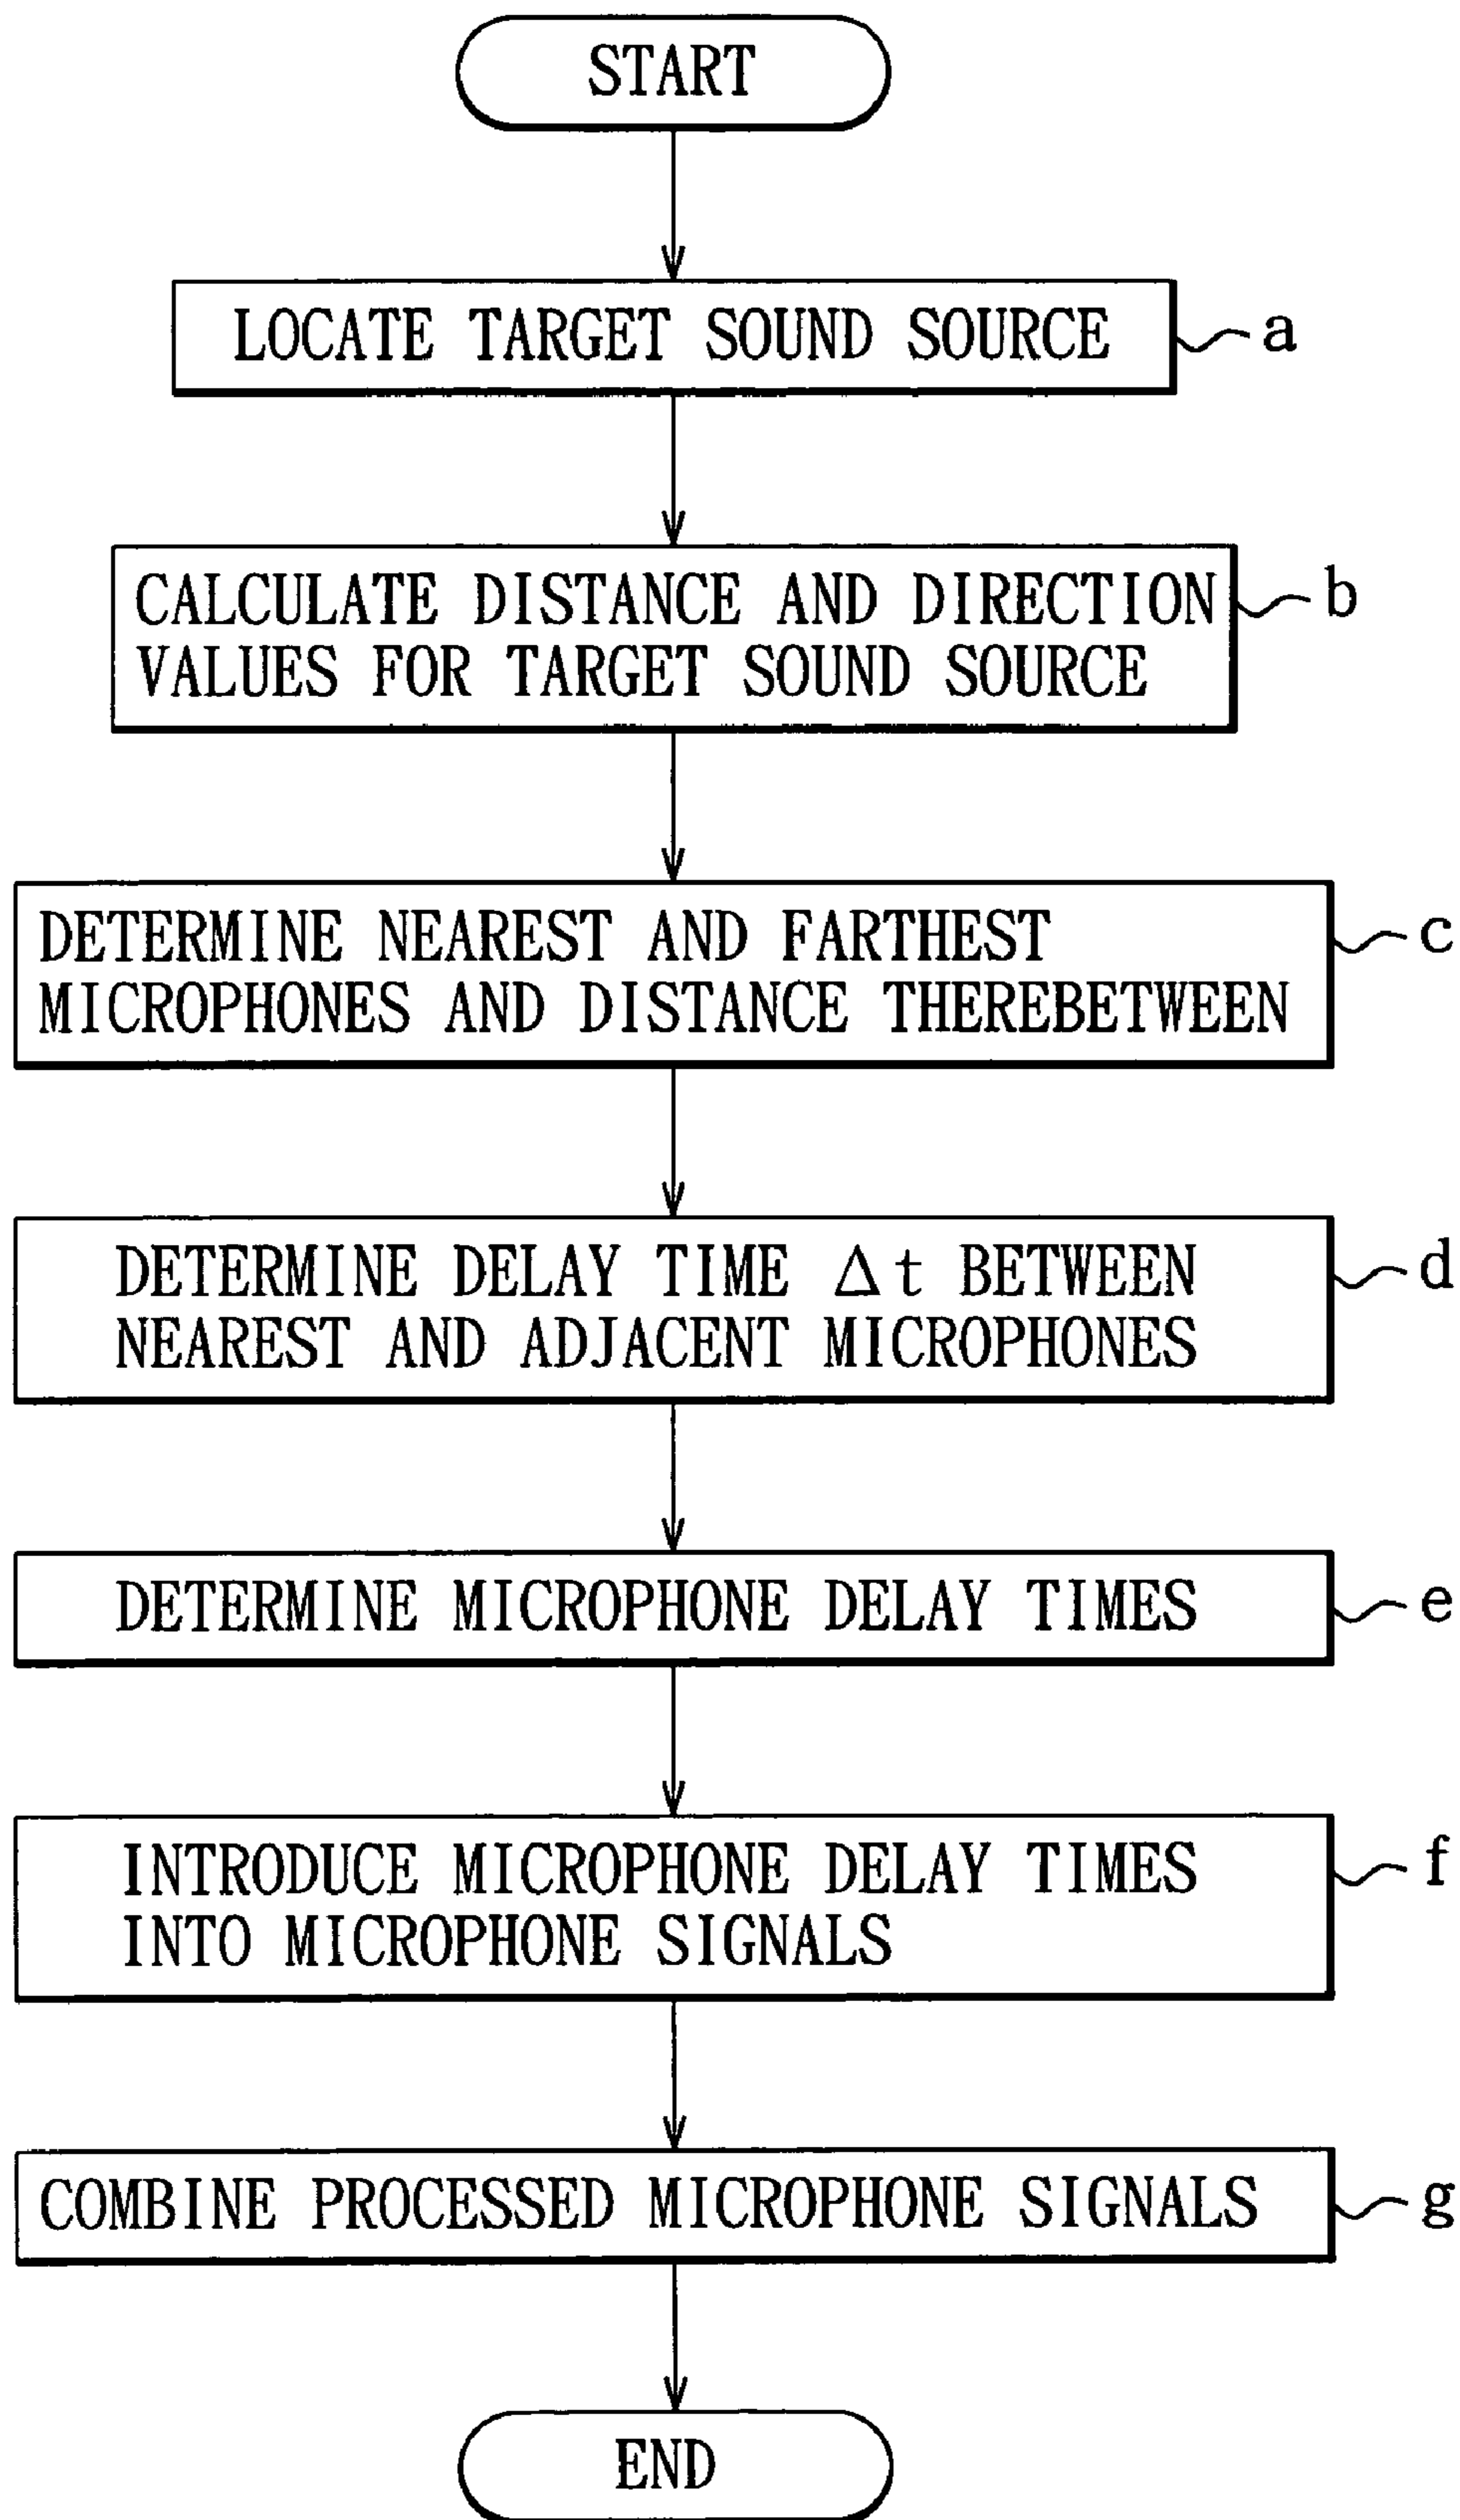 START
LOCATE TARGET SOUND SOURCE
a
CALCULATE DISTANCE AND DIRECTION
VALUES FOR TARGET SOUND SOURCE
b
DETERMINE NEAREST AND FARTHEST
MICROPHONES AND DISTANCE THEREBETWEEN
c
DETERMINE DELAY TIME Δt BETWEEN
NEAREST AND ADJACENT MICROPHONES
d
DETERMINE MICROPHONE DELAY TIMES
e
INTRODUCE MICROPHONE DELAY TIMES
INTO MICROPHONE SIGNALS
f
COMBINE PROCESSED MICROPHONE SIGNALS
g
END